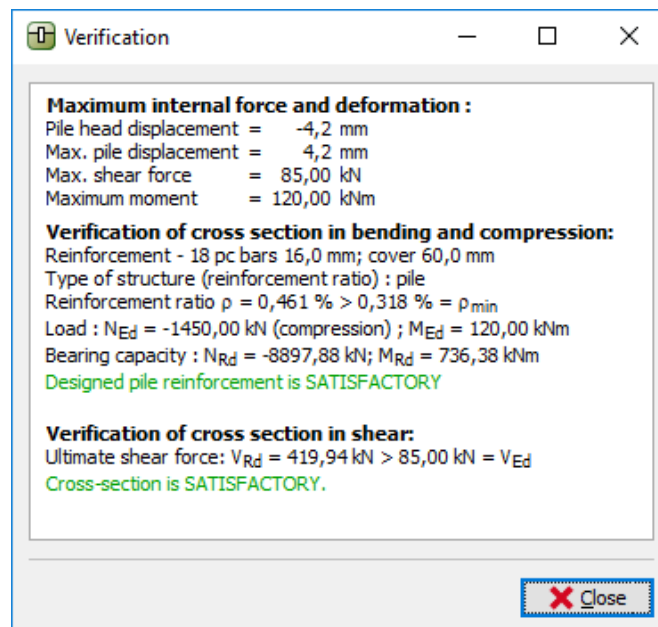 Verification
Maximum internal force and deformation :
Pile head displacement = -4,2 mm
Max. pile displacement = 4,2 mm
Max. shear force = 85,00 kN
Maximum moment = 120,00 kNm
Verification of cross section in bending and compression:
Reinforcement - 18 pc bars 16,0 mm; cover 60,0 mm
Type of structure (reinforcement ratio) : pile
Reinforcement ratio ρ = 0,461 % > 0,318 % = ρmin
Load : NEd = -1450,00 kN (compression) ; MEd = 120,00 kNm
Bearing capacity : NRd = -8897,88 kN; MRd = 736,38 kNm
Designed pile reinforcement is SATISFACTORY
Verification of cross section in shear:
Ultimate shear force: VRd = 419,94 kN > 85,00 kN = VEd
Cross-section is SATISFACTORY.
Close